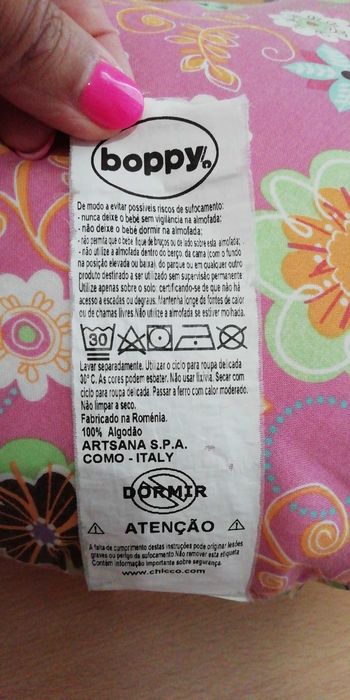 boppy
De modo a evitar possíveis riscos de sufocamento:
- nunca deixe o bebé sem vigilância na almofada;
- não deixe o bebé dormir na almofada;
- não permita que o bebé fique de bruços ou de lado sobre esta almofada;
- não utilize a almofada dentro do berço, da cama (com o fundo
na posição elevada ou baixa), do parque ou em qualquer outro
produto destinado a ser utilizado sem supervisão permanente.
Utilize apenas sobre o solo; certificando-se de que não há
acesso a escadas ou degraus. Mantenha longe de fontes de calor
ou de chamas livres. Não utilize a almofada se estiver molhada.
30
Lavar separadamente. Utilizar o ciclo para roupa delicada
30° C. As cores podem esbater. Não usar lixívia. Secar com
ciclo para roupa delicada. Passar a ferro com calor moderado.
Não limpar a seco.
Fabricado na Roménia.
100% Algodão
ARTSANA S.P.A.
COMO - ITALY
DORMIR
ATENÇÃO
A falta de cumprimento destas instruções pode originar lesões
graves ou perigo de sufocamento Não remover esta etiqueta
Contém informação importante sobre segurança.
www.chicco.com